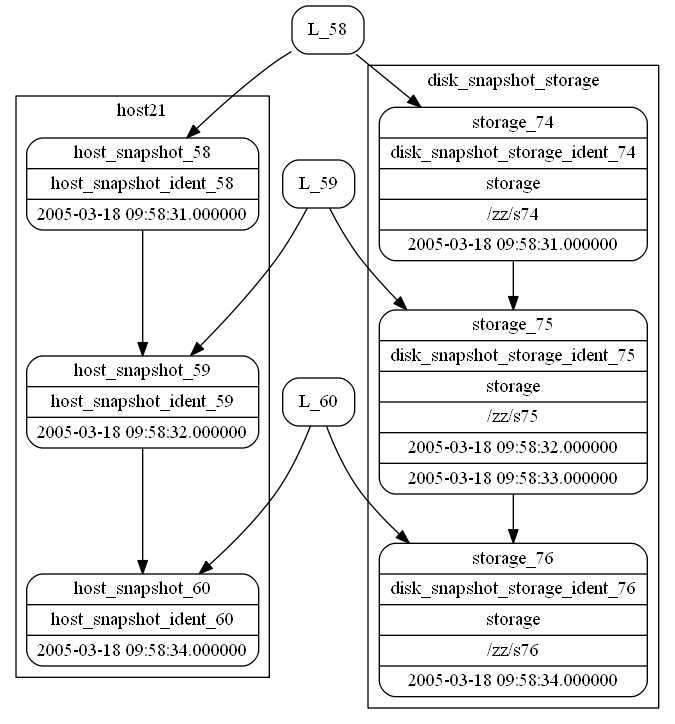 L_58
host21
host_snapshot_58
host_snapshot_ident_58
2005-03-18 09:58:31.000000
disk_snapshot_storage
storage_74
disk_snapshot_storage_ident_74
storage
/zz/s74
2005-03-18 09:58:31.000000
L_59
host_snapshot_59
host_snapshot_ident_59
2005-03-18 09:58:32.000000
storage_75
disk_snapshot_storage_ident_75
storage
/zz/s75
2005-03-18 09:58:32.000000
2005-03-18 09:58:33.000000
L_60
host_snapshot_60
host_snapshot_ident_60
2005-03-18 09:58:34.000000
storage_76
disk_snapshot_storage_ident_76
storage
/zz/s76
2005-03-18 09:58:34.000000